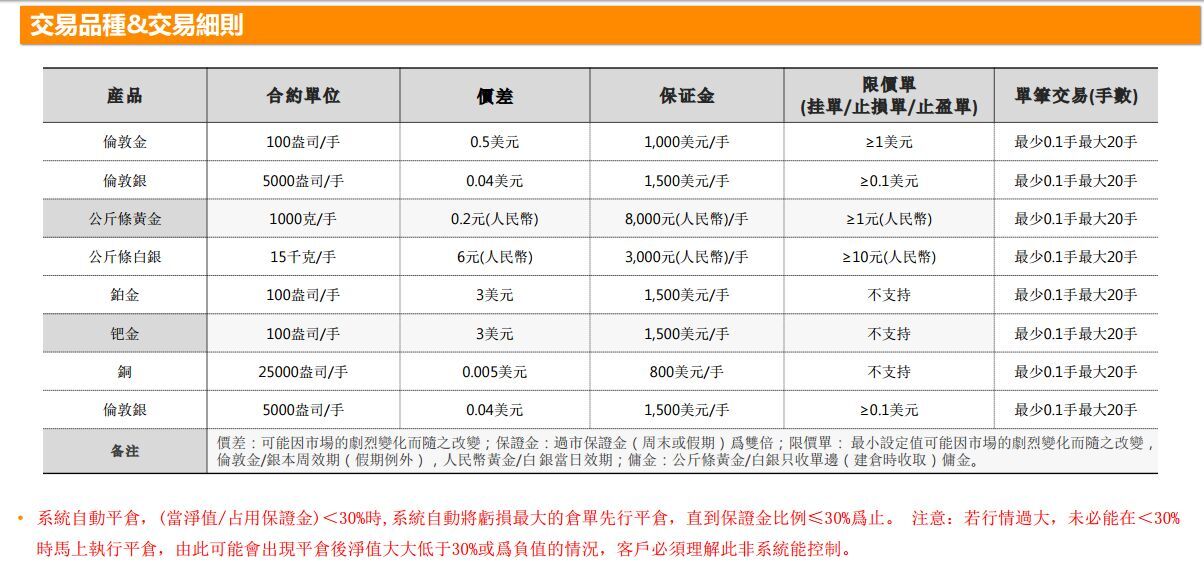 交易品種&交易細則
産品 合約單位 價差 保证金 限價單 單筆交易(手數)
(挂單/止損單/止盈單)
倫敦金 100盎司/手 0.5美元 1,000美元/手 ≥1美元 最少0.1手最大20手
倫敦銀 5000盎司/手 0.04美元 1,500美元/手 ≥0.1美元 最少0.1手最大20手
公斤條黃金 1000克/手 0.2元(人民幣) 8,000元(人民幣)/手 ≥1元(人民幣) 最少0.1手最大20手
公斤條白銀 15千克/手 6元(人民幣) 3,000元(人民幣)/手 ≥10元(人民幣) 最少0.1手最大20手
鉑金 100盎司/手 3美元 1,500美元/手 不支持 最少0.1手最大20手
钯金 100盎司/手 3美元 1,500美元/手 不支持 最少0.1手最大20手
銅 25000盎司/手 0.005美元 800美元/手 不支持 最少0.1手最大20手
倫敦銀 5000盎司/手 0.04美元 1,500美元/手 ≥0.1美元 最少0.1手最大20手
备注 價差：可能因市場的劇烈變化而隨之改變；保證金：過市保證金（周末或假期）爲雙倍；限價單： 最小設定值可能因市場的劇烈變化而隨之改變，
倫敦金/銀本周效期（假期例外），人民幣黃金/白銀當日效期；傭金：公斤條黃金/白銀只收單邊（建倉時收取）傭金。
• 系統自動平倉，(當淨值/占用保證金)＜30%時,系統自動將虧損最大的倉單先行平倉，直到保證金比例≤30%爲止。 注意：若行情過大，未必能在＜30%
時馬上執行平倉，由此可能會出現平倉後淨值大大低于30%或爲負值的情況，客戶必須理解此非系統能控制。